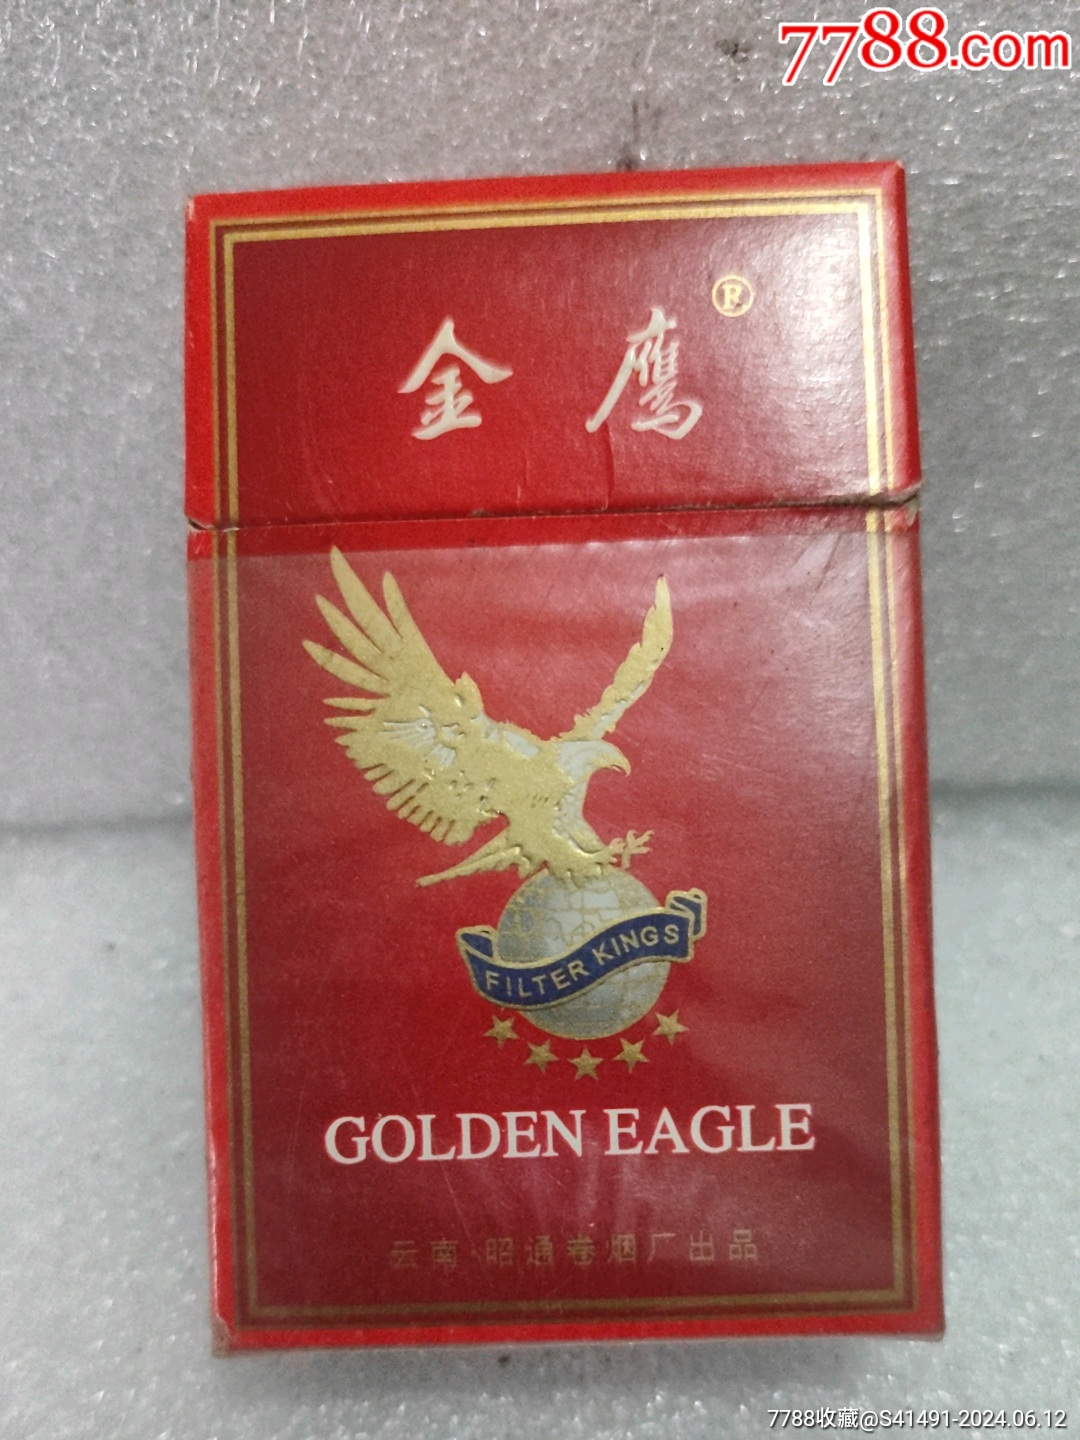 7788.com
®
金鹰
FILTER KINGS
GOLDEN EAGLE
云南·昭通卷烟厂出品
7788收藏@S41491-2024.06.12